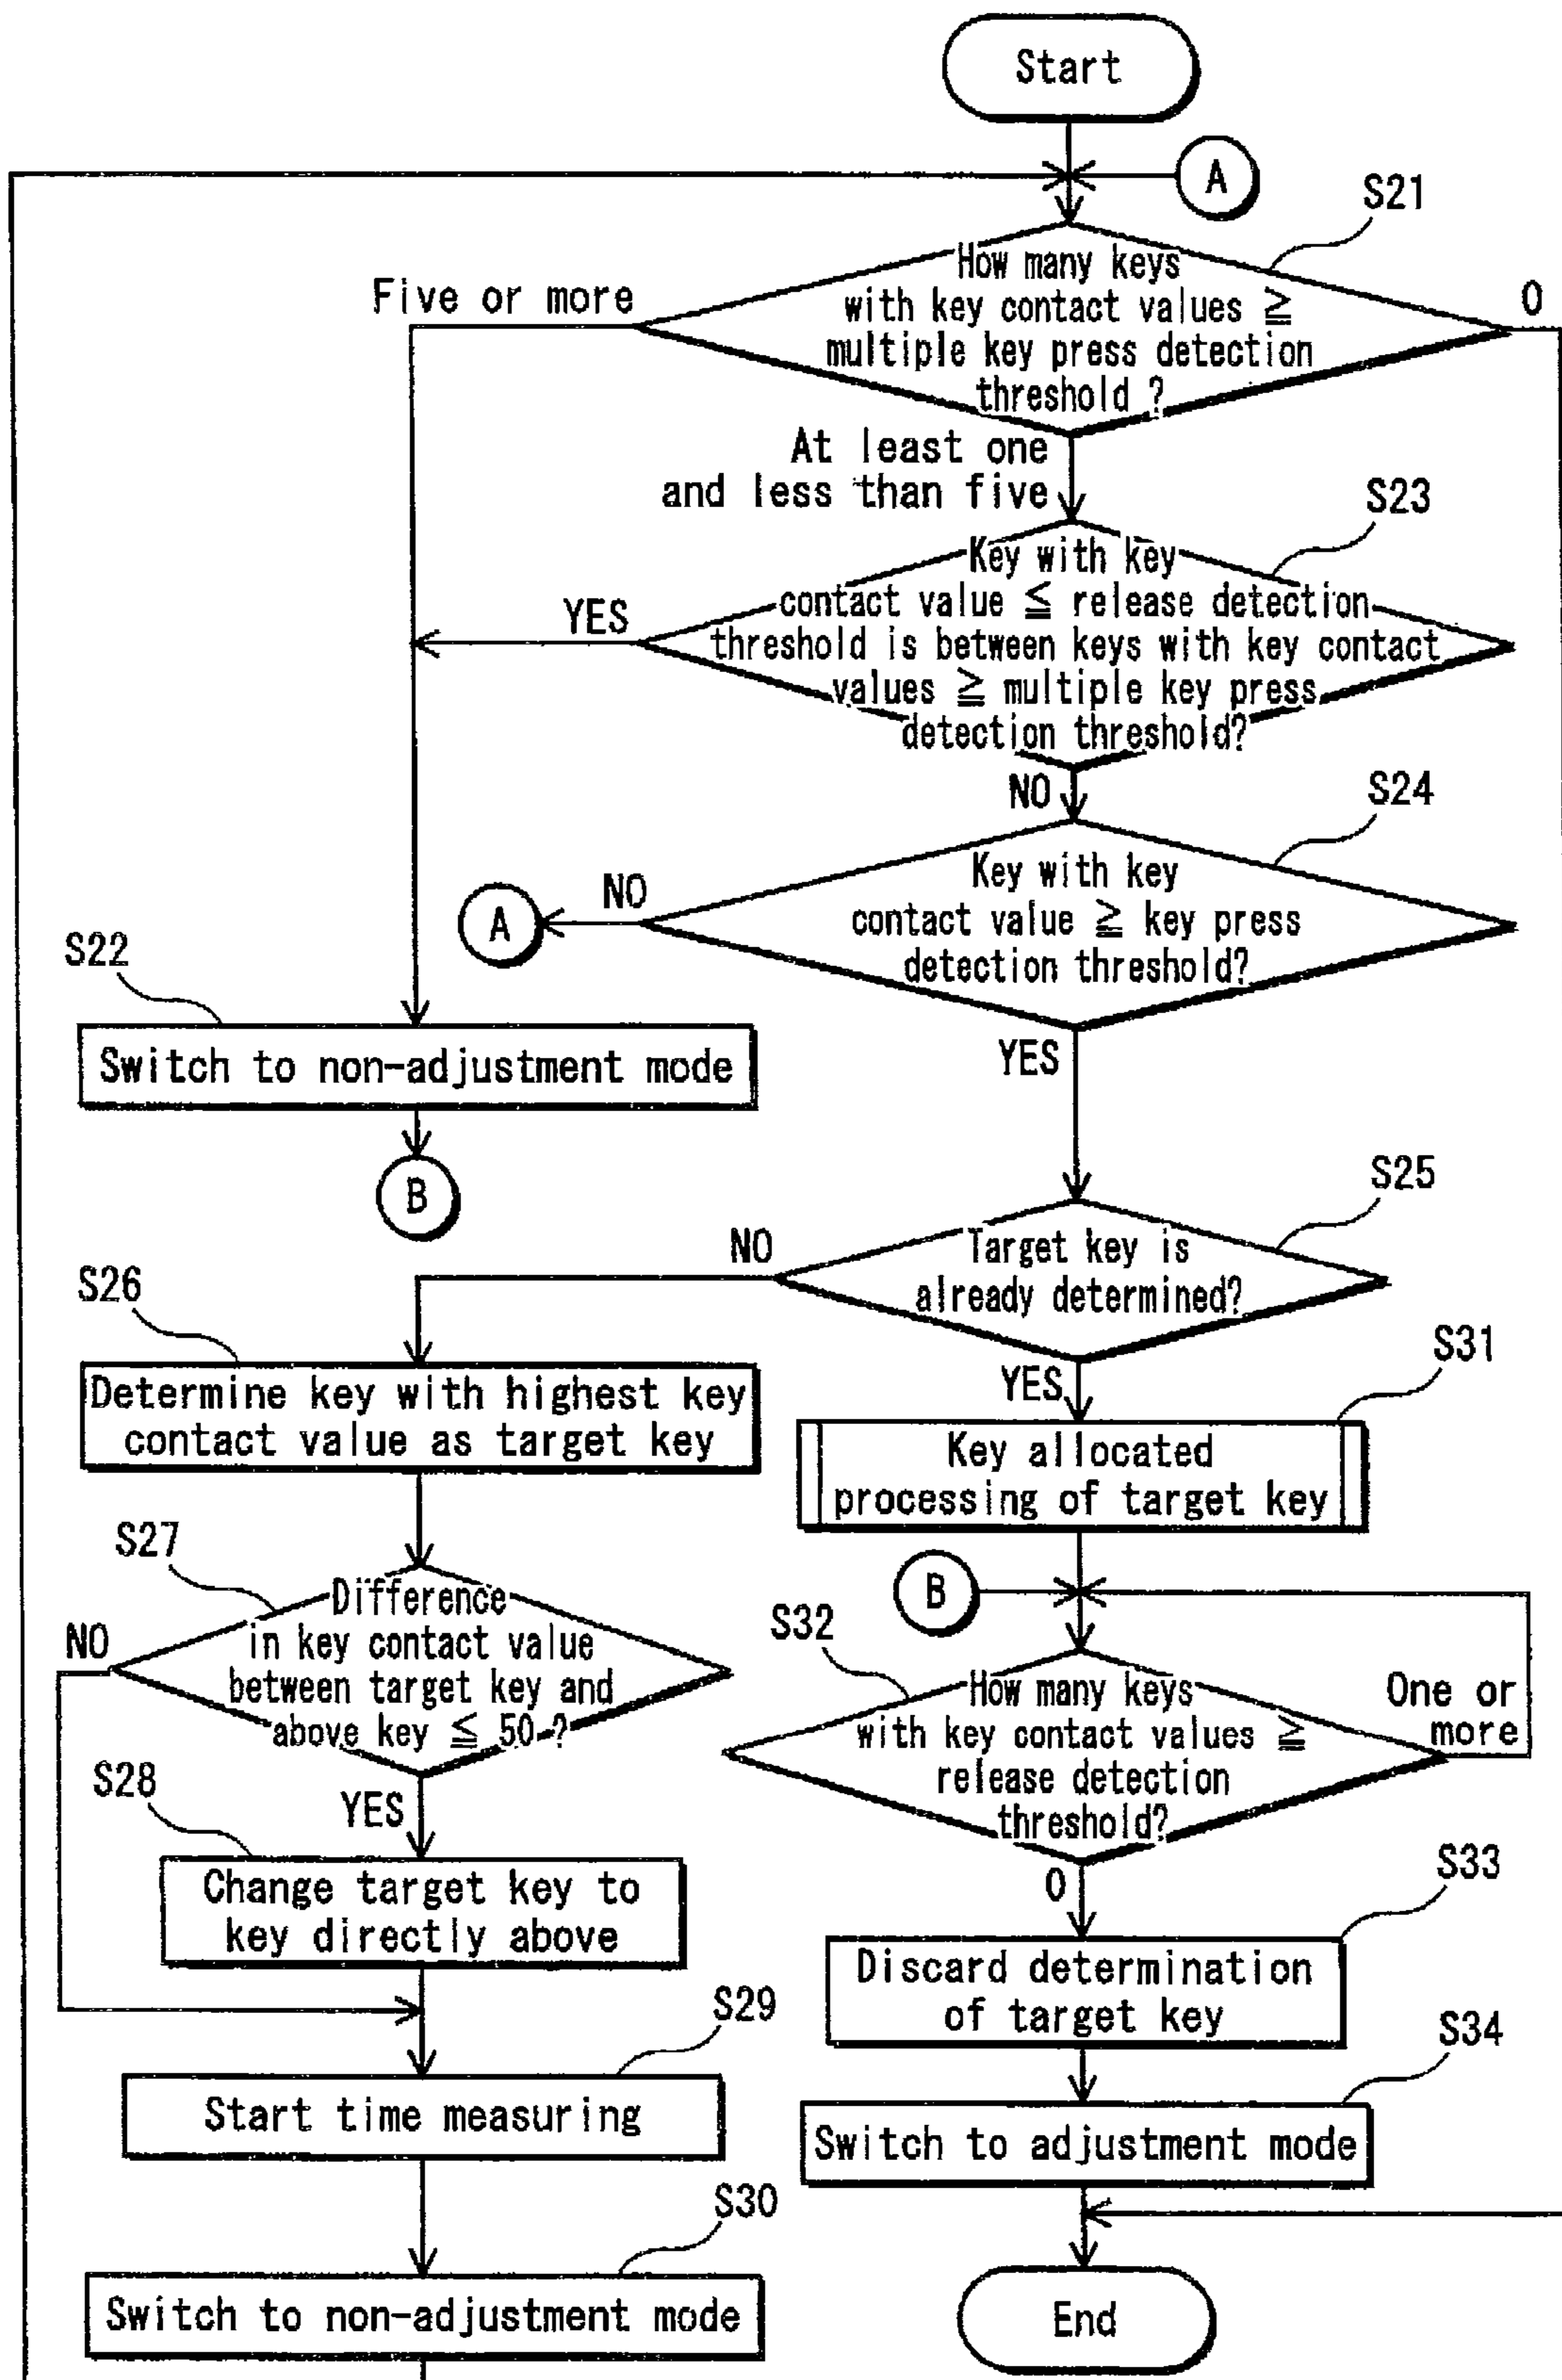 Start
A
S21
How many keys
with key contact values ≧
multiple key press detection
threshold ?
Five or more
0
At least one
and less than five
S23
Key with key
contact value ≦ release detection
threshold is between keys with key contact
values ≧ multiple key press
detection threshold?
YES
NO
S24
Key with key
contact value ≧ key press
detection threshold?
NO
A
YES
S22
Switch to non-adjustment mode
B
S25
Target key is
already determined?
NO
YES
S26
Determine key with highest key
contact value as target key
S31
Key allocated
processing of target key
S27
Difference
in key contact value
between target key and
above key ≦ 50 ?
NO
YES
B
S32
How many keys
with key contact values ≧
release detection
threshold?
One or
more
0
S28
Change target key to
key directly above
S33
Discard determination
of target key
S29
Start time measuring
S34
Switch to adjustment mode
S30
Switch to non-adjustment mode
End